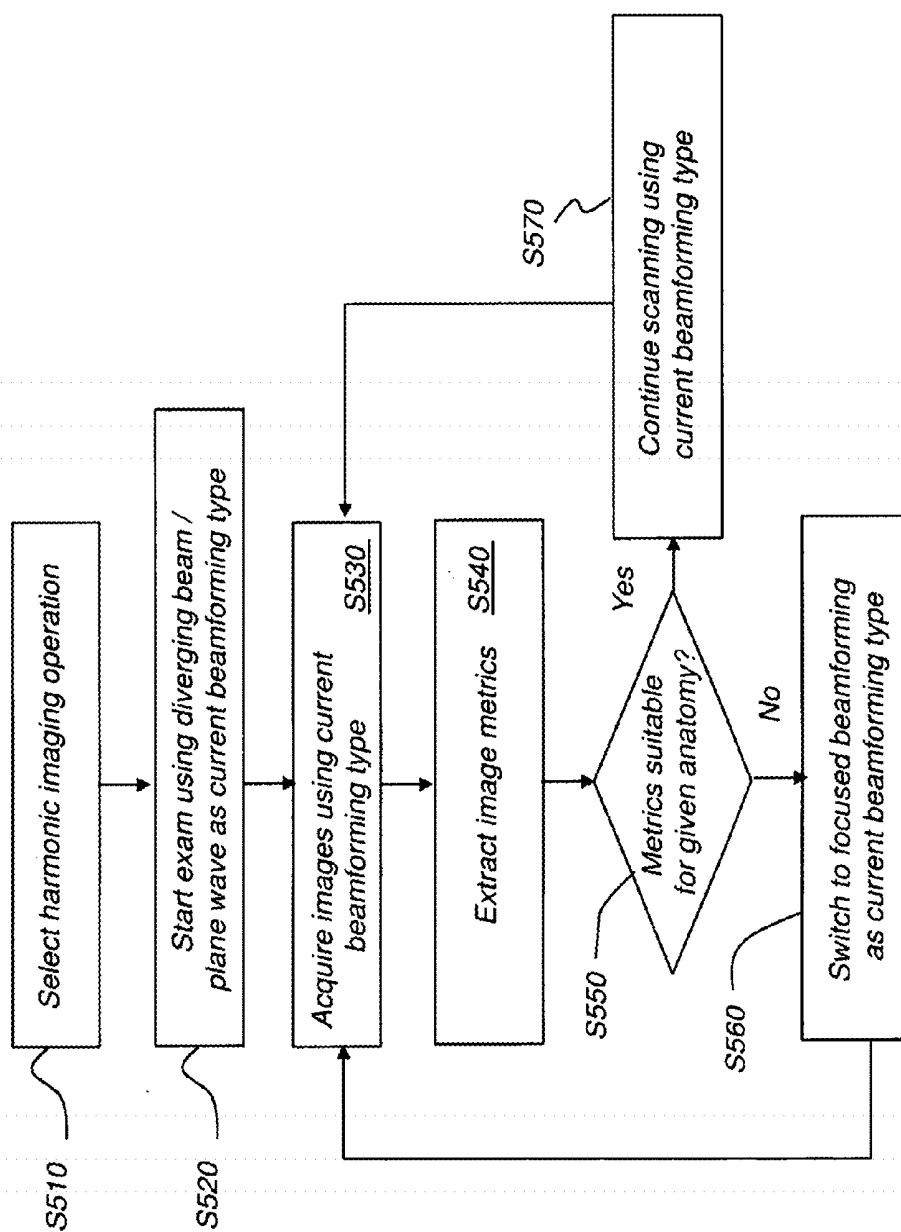 S510
Select harmonic imaging operation
S520
Start exam using diverging beam /
plane wave as current beamforming type
Acquire images using current
beamforming type
S530
Extract image metrics
S540
S550
Metrics suitable
for given anatomy?
Yes
No
S570
Continue scanning using
current beamforming type
S560
Switch to focused beamforming
as current beamforming type